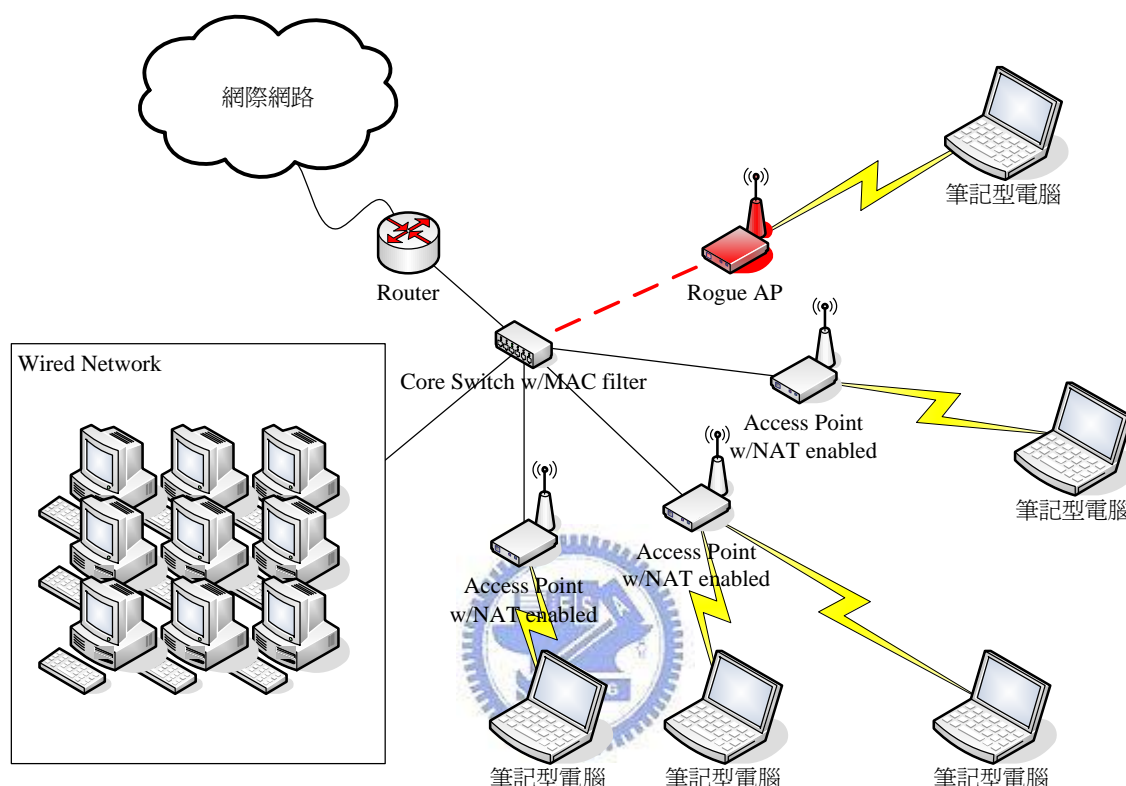 網際網路
筆記型電腦
Router
Rogue AP
Wired Network
Core Switch w/MAC filter
Access Point
w/NAT enabled
筆記型電腦
Access Point
w/NAT enabled
Access Point
w/NAT enabled
筆記型電腦
筆記型電腦
筆記型電腦